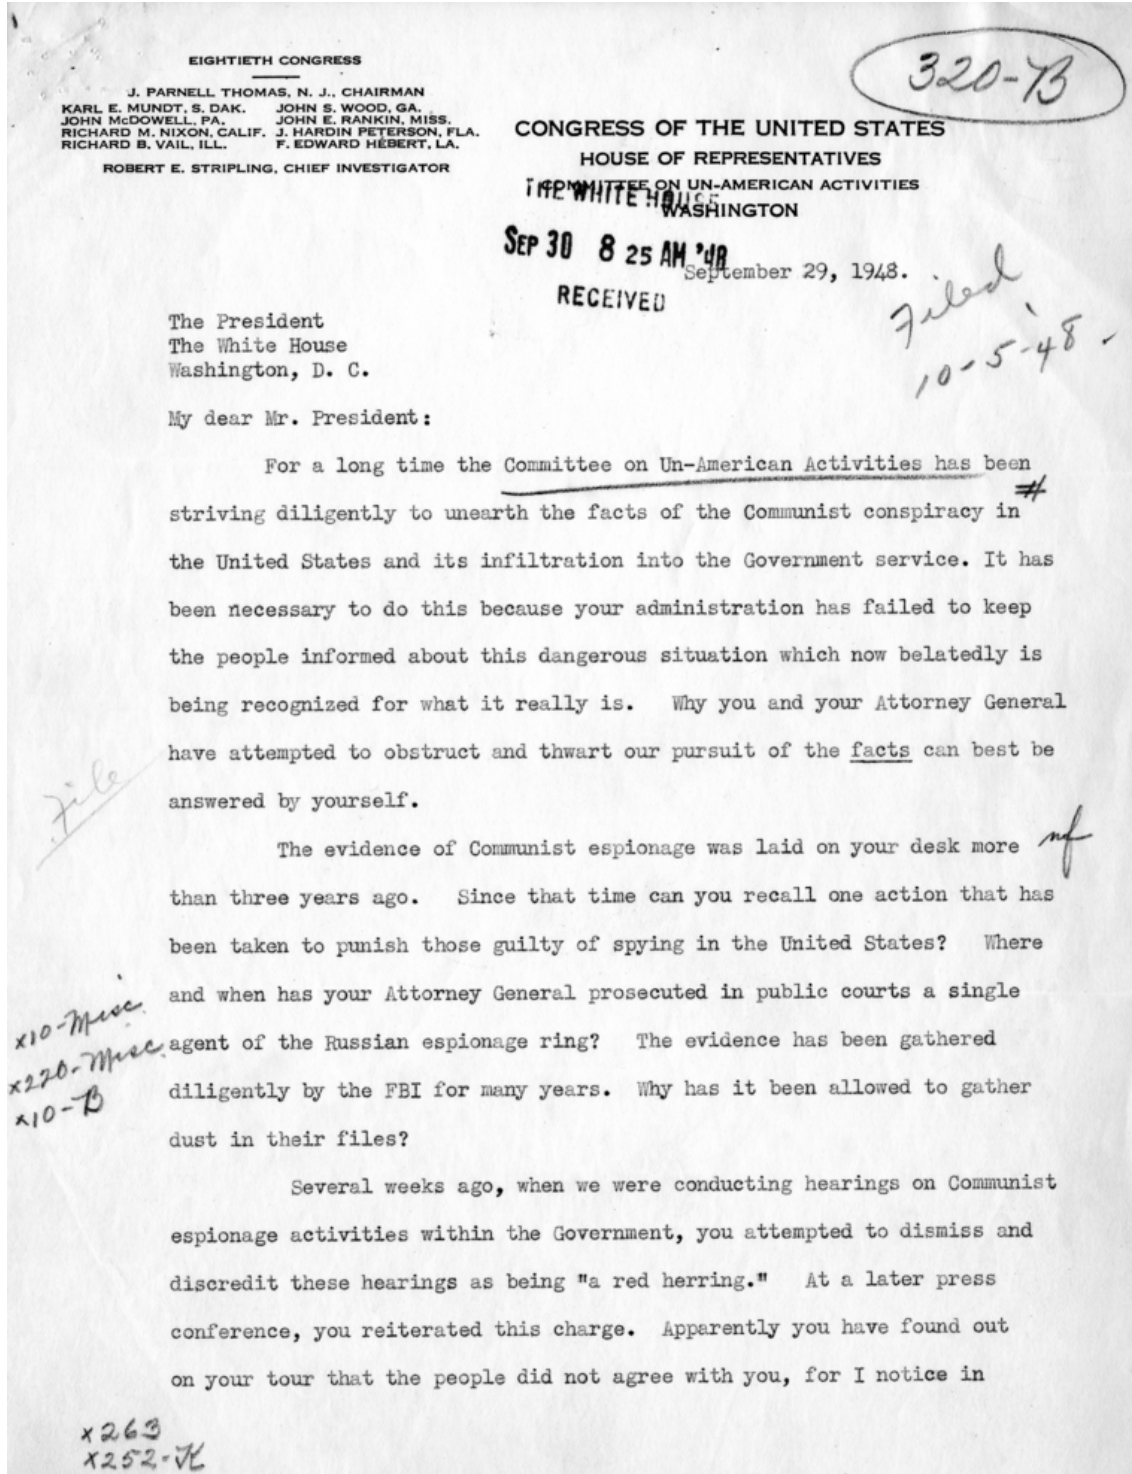 320-B
EIGHTIETH CONGRESS
J. PARNELL THOMAS, N. J., CHAIRMAN
KARL E. MUNDT, S. DAK. JOHN S. WOOD, GA.
JOHN McDOWELL, PA. JOHN E. RANKIN, MISS.
RICHARD M. NIXON, CALIF. J. HARDIN PETERSON, FLA.
RICHARD B. VAIL, ILL. F. EDWARD HÉBERT, LA.
ROBERT E. STRIPLING, CHIEF INVESTIGATOR
CONGRESS OF THE UNITED STATES
HOUSE OF REPRESENTATIVES
COMMITTEE ON UN-AMERICAN ACTIVITIES
WASHINGTON
THE WHITE HOUSE
SEP 30 8 25 AM '48
RECEIVED
September 29, 1948.
Filed
10-5-48.
The President
The White House
Washington, D. C.
My dear Mr. President:
For a long time the Committee on Un-American Activities has been
striving diligently to unearth the facts of the Communist conspiracy in
the United States and its infiltration into the Government service. It has
been necessary to do this because your administration has failed to keep
the people informed about this dangerous situation which now belatedly is
being recognized for what it really is. Why you and your Attorney General
have attempted to obstruct and thwart our pursuit of the facts can best be
answered by yourself.
File
The evidence of Communist espionage was laid on your desk more
than three years ago. Since that time can you recall one action that has
been taken to punish those guilty of spying in the United States? Where
and when has your Attorney General prosecuted in public courts a single
agent of the Russian espionage ring? The evidence has been gathered
diligently by the FBI for many years. Why has it been allowed to gather
dust in their files?
x10-Misc.
x220-Misc.
x10-B
Several weeks ago, when we were conducting hearings on Communist
espionage activities within the Government, you attempted to dismiss and
discredit these hearings as being "a red herring." At a later press
conference, you reiterated this charge. Apparently you have found out
on your tour that the people did not agree with you, for I notice in
x263
x252-K